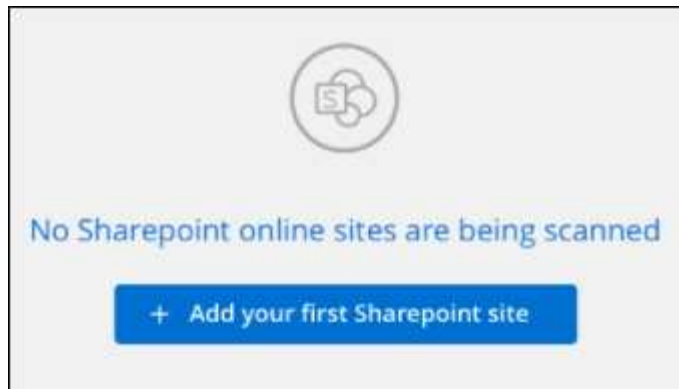 S
No Sharepoint online sites are being scanned
+ Add your first Sharepoint site